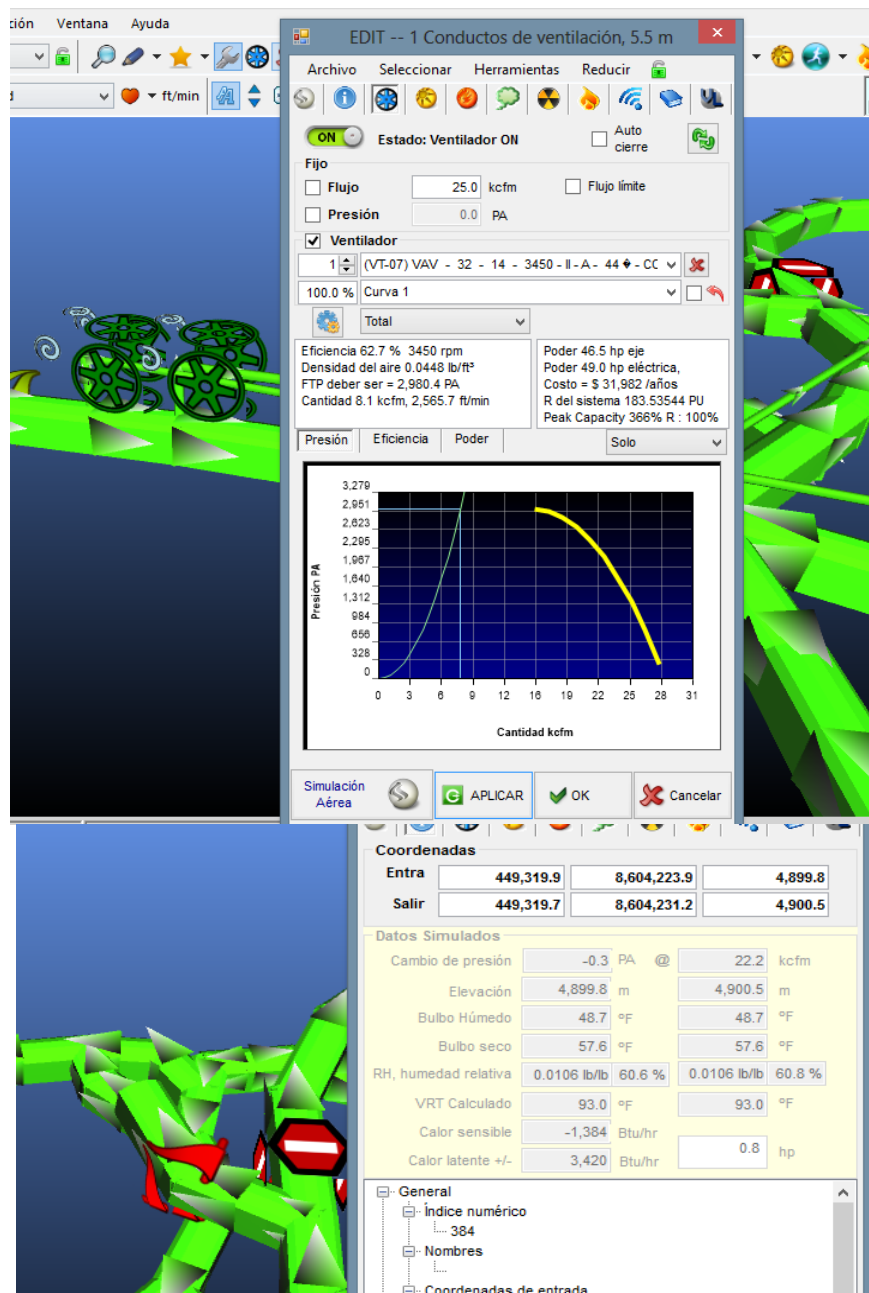 ción Ventana Ayuda
ft/min
EDIT -- 1 Conductos de ventilación, 5.5 m
Archivo Seleccionar Herramientas Reducir
ON Estado: Ventilador ON Auto cierre
Fijo
Flujo 25.0 kcfm Flujo límite
Presión 0.0 PA
Ventilador
1 (VT-07) VAV - 32 - 14 - 3450 - II - A - 44 � - CC
100.0 % Curva 1
Total
Eficiencia 62.7 % 3450 rpm
Densidad del aire 0.0448 lb/ft³
FTP deber ser = 2,980.4 PA
Cantidad 8.1 kcfm, 2,565.7 ft/min
Poder 46.5 hp eje
Poder 49.0 hp eléctrica,
Costo = $ 31,982 /años
R del sistema 183.53544 PU
Peak Capacity 366% R : 100%
Presión Eficiencia Poder Solo
3,279
2,951
2,623
2,295
1,967
1,640
1,312
984
656
328
0
Presión PA
0 3 6 9 12 16 19 22 25 28 31
Cantidad kcfm
Simulación Aérea APLICAR OK Cancelar
Coordenadas
Entra 449,319.9 8,604,223.9 4,899.8
Salir 449,319.7 8,604,231.2 4,900.5
Datos Simulados
Cambio de presión -0.3 PA @ 22.2 kcfm
Elevación 4,899.8 m 4,900.5 m
Bulbo Húmedo 48.7 ºF 48.7 ºF
Bulbo seco 57.6 ºF 57.6 ºF
RH, humedad relativa 0.0106 lb/lb 60.6 % 0.0106 lb/lb 60.8 %
VRT Calculado 93.0 ºF 93.0 ºF
Calor sensible -1,384 Btu/hr
Calor latente +/- 3,420 Btu/hr 0.8 hp
General
Índice numérico
384
Nombres
Coordenadas de entrada